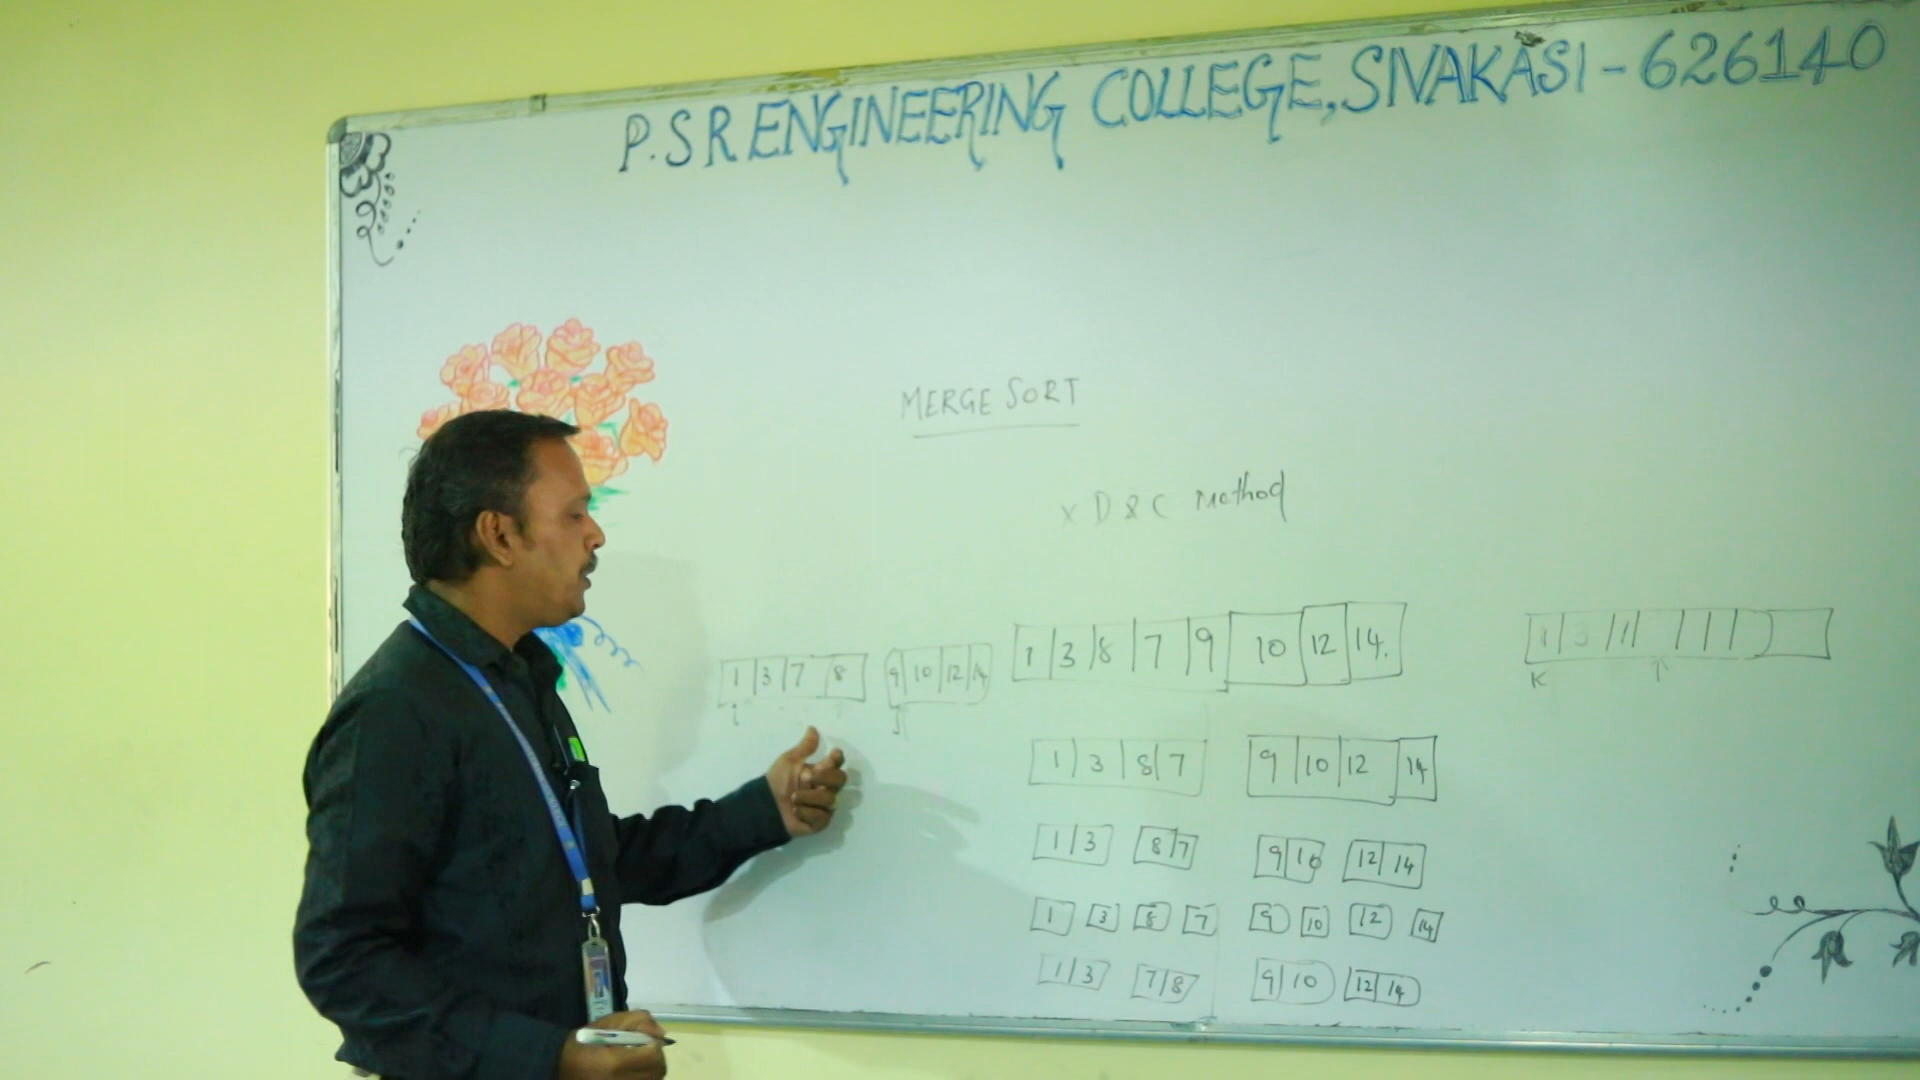 P.S.R ENGINEERING COLLEGE, SIVAKASI - 626140
MERGE SORT
x D & C Method
1 3 7 8 9 10 12 14
i j
1 3 8 7 9 10 12 14.
1 3
K
1 3 8 7 9 10 12 14
1 3 8 7 9 10 12 14
1 3 8 7 9 10 12 14
1 3 7 8 9 10 12 14